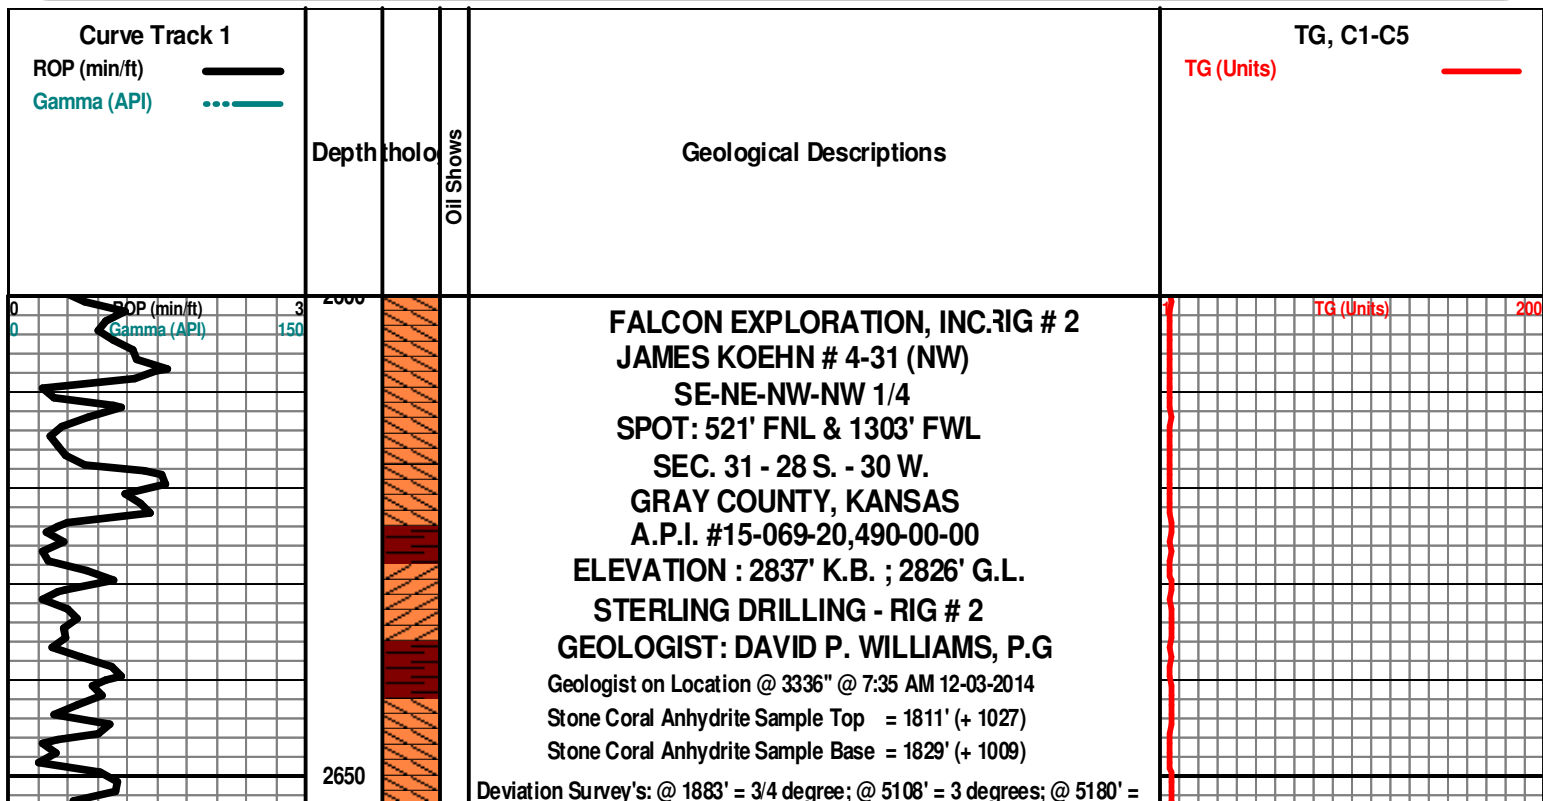 Curve Track 1
ROP (min/ft)
Gamma (API)
Depth
tholo
Oil Shows
Geological Descriptions
TG, C1-C5
TG (Units)
0 ROP (min/ft) 3
0 Gamma (API) 150
TG (Units) 200
FALCON EXPLORATION, INC. RIG # 2
JAMES KOEHN # 4-31 (NW)
SE-NE-NW-NW 1/4
SPOT: 521' FNL & 1303' FWL
SEC. 31 - 28 S. - 30 W.
GRAY COUNTY, KANSAS
A.P.I. #15-069-20,490-00-00
ELEVATION : 2837' K.B. ; 2826' G.L.
STERLING DRILLING - RIG # 2
GEOLOGIST: DAVID P. WILLIAMS, P.G
Geologist on Location @ 3336" @ 7:35 AM 12-03-2014
Stone Coral Anhydrite Sample Top = 1811' (+ 1027)
Stone Coral Anhydrite Sample Base = 1829' (+ 1009)
2650
Deviation Survey's: @ 1883' = 3/4 degree; @ 5108' = 3 degrees; @ 5180' =